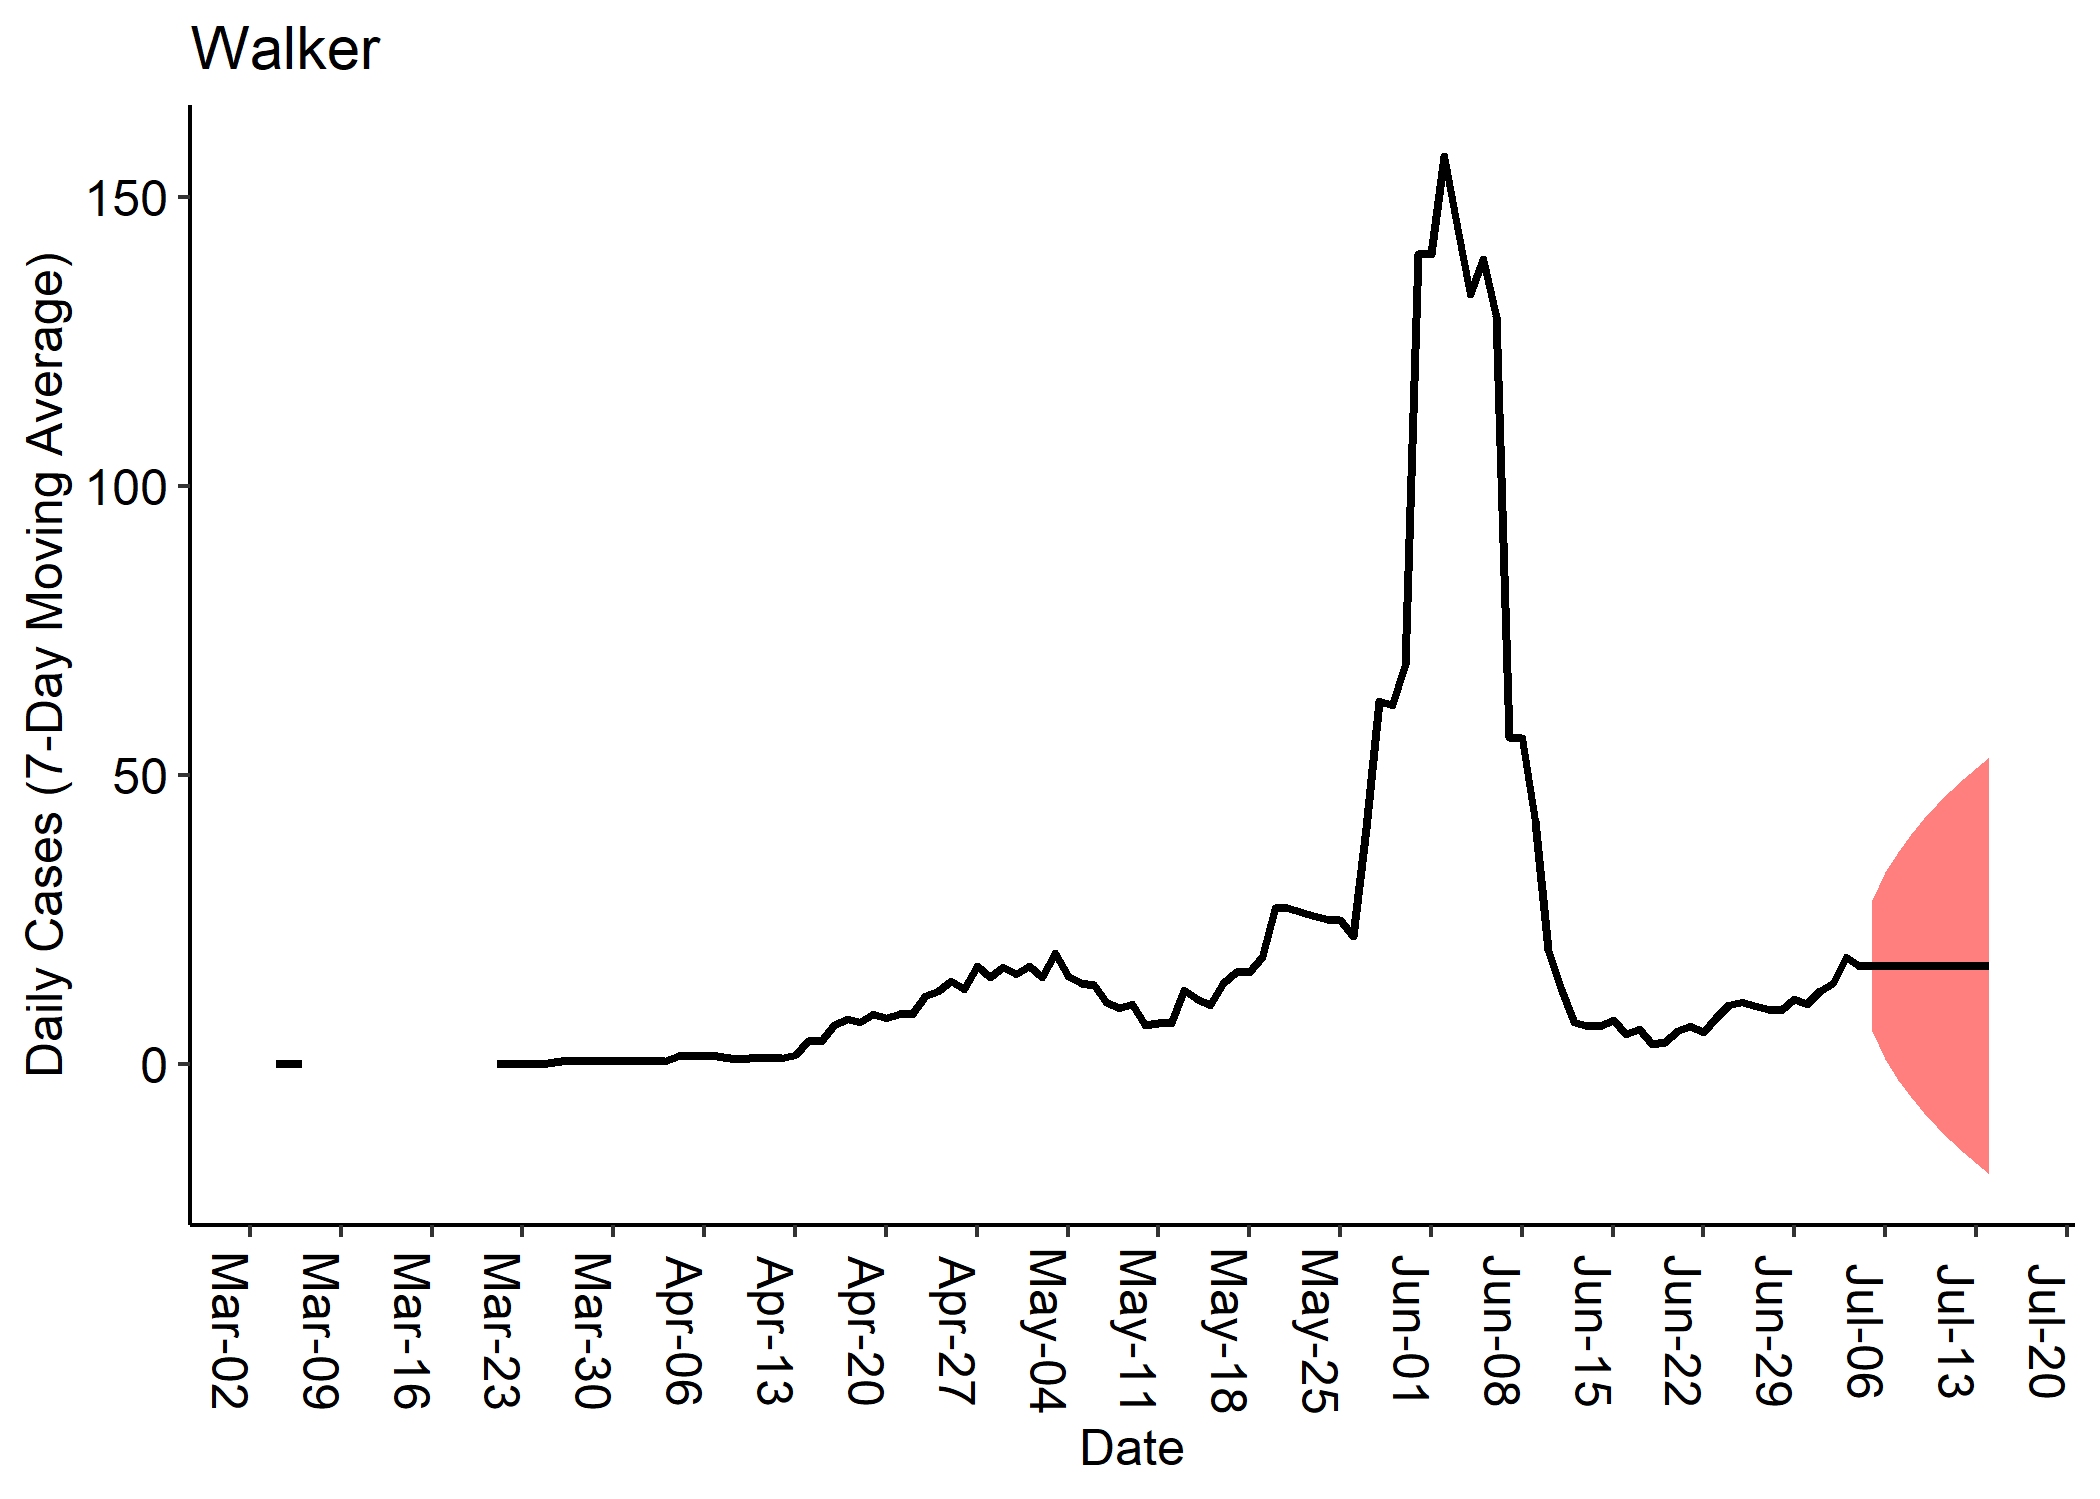 Walker
Daily Cases (7-Day Moving Average)
150
100
50
0
Mar-02
Mar-09
Mar-16
Mar-23
Mar-30
Apr-06
Apr-13
Apr-20
Apr-27
May-04
May-11
May-18
May-25
Jun-01
Jun-08
Jun-15
Jun-22
Jun-29
Jul-06
Jul-13
Jul-20
Date